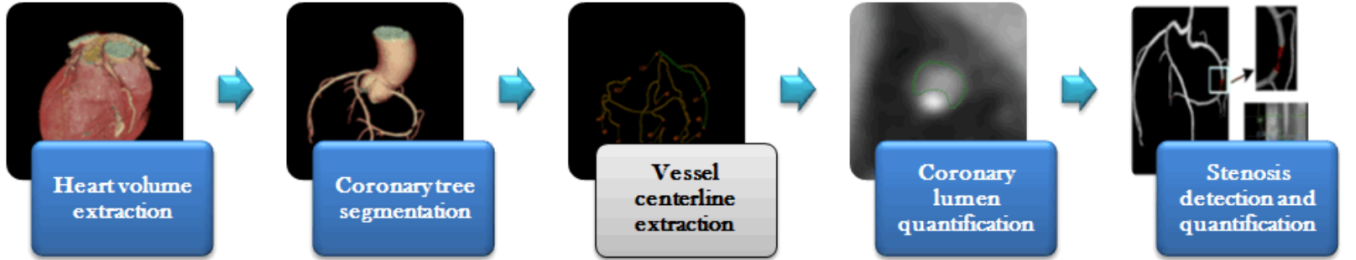 Heart volume
extraction
Coronary tree
segmentation
Vessel
centerline
extraction
Coronary
lumen
quantification
Stenosis
detection and
quantification